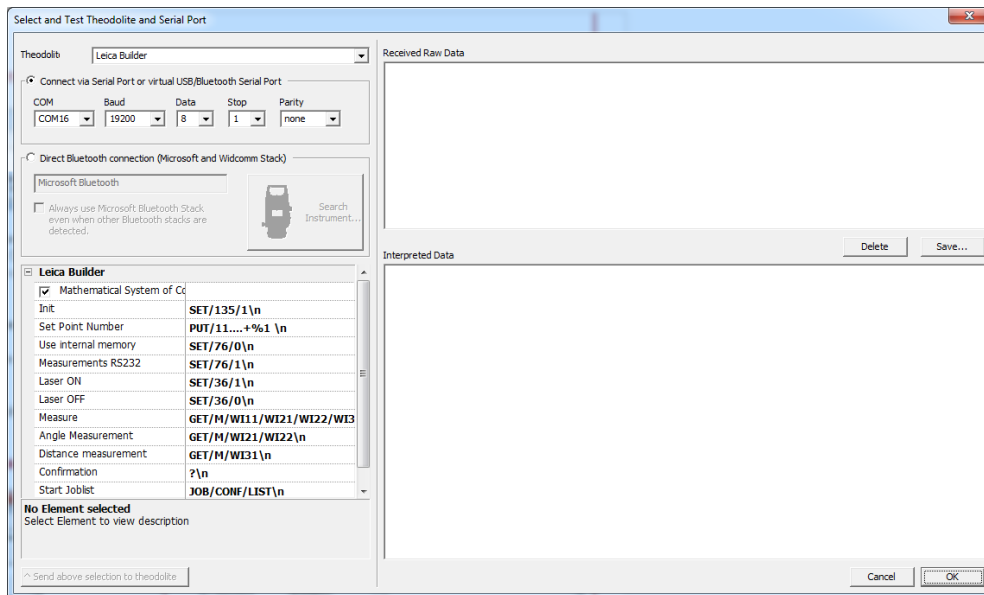 Select and Test Theodolite and Serial Port
x
Theodolit
Leica Builder
Connect via Serial Port or virtual USB/Bluetooth Serial Port
COM Baud Data Stop Parity
COM16 19200 8 1 none
Direct Bluetooth connection (Microsoft and Widcomm Stack)
Microsoft Bluetooth
Always use Microsoft Bluetooth Stack
even when other Bluetooth stacks are
detected.
Search
Instrument...
Leica Builder
Mathematical System of Co
Init SET/135/1\n
Set Point Number PUT/11....+%1 \n
Use internal memory SET/76/0\n
Measurements RS232 SET/76/1\n
Laser ON SET/36/1\n
Laser OFF SET/36/0\n
Measure GET/M/WI11/WI21/WI22/WI3
Angle Measurement GET/M/WI21/WI22\n
Distance measurement GET/M/WI31\n
Confirmation ?\n
Start Joblist JOB/CONF/LIST\n
No Element selected
Select Element to view description
^ Send above selection to theodolite
Received Raw Data
Delete Save...
Interpreted Data
Cancel OK